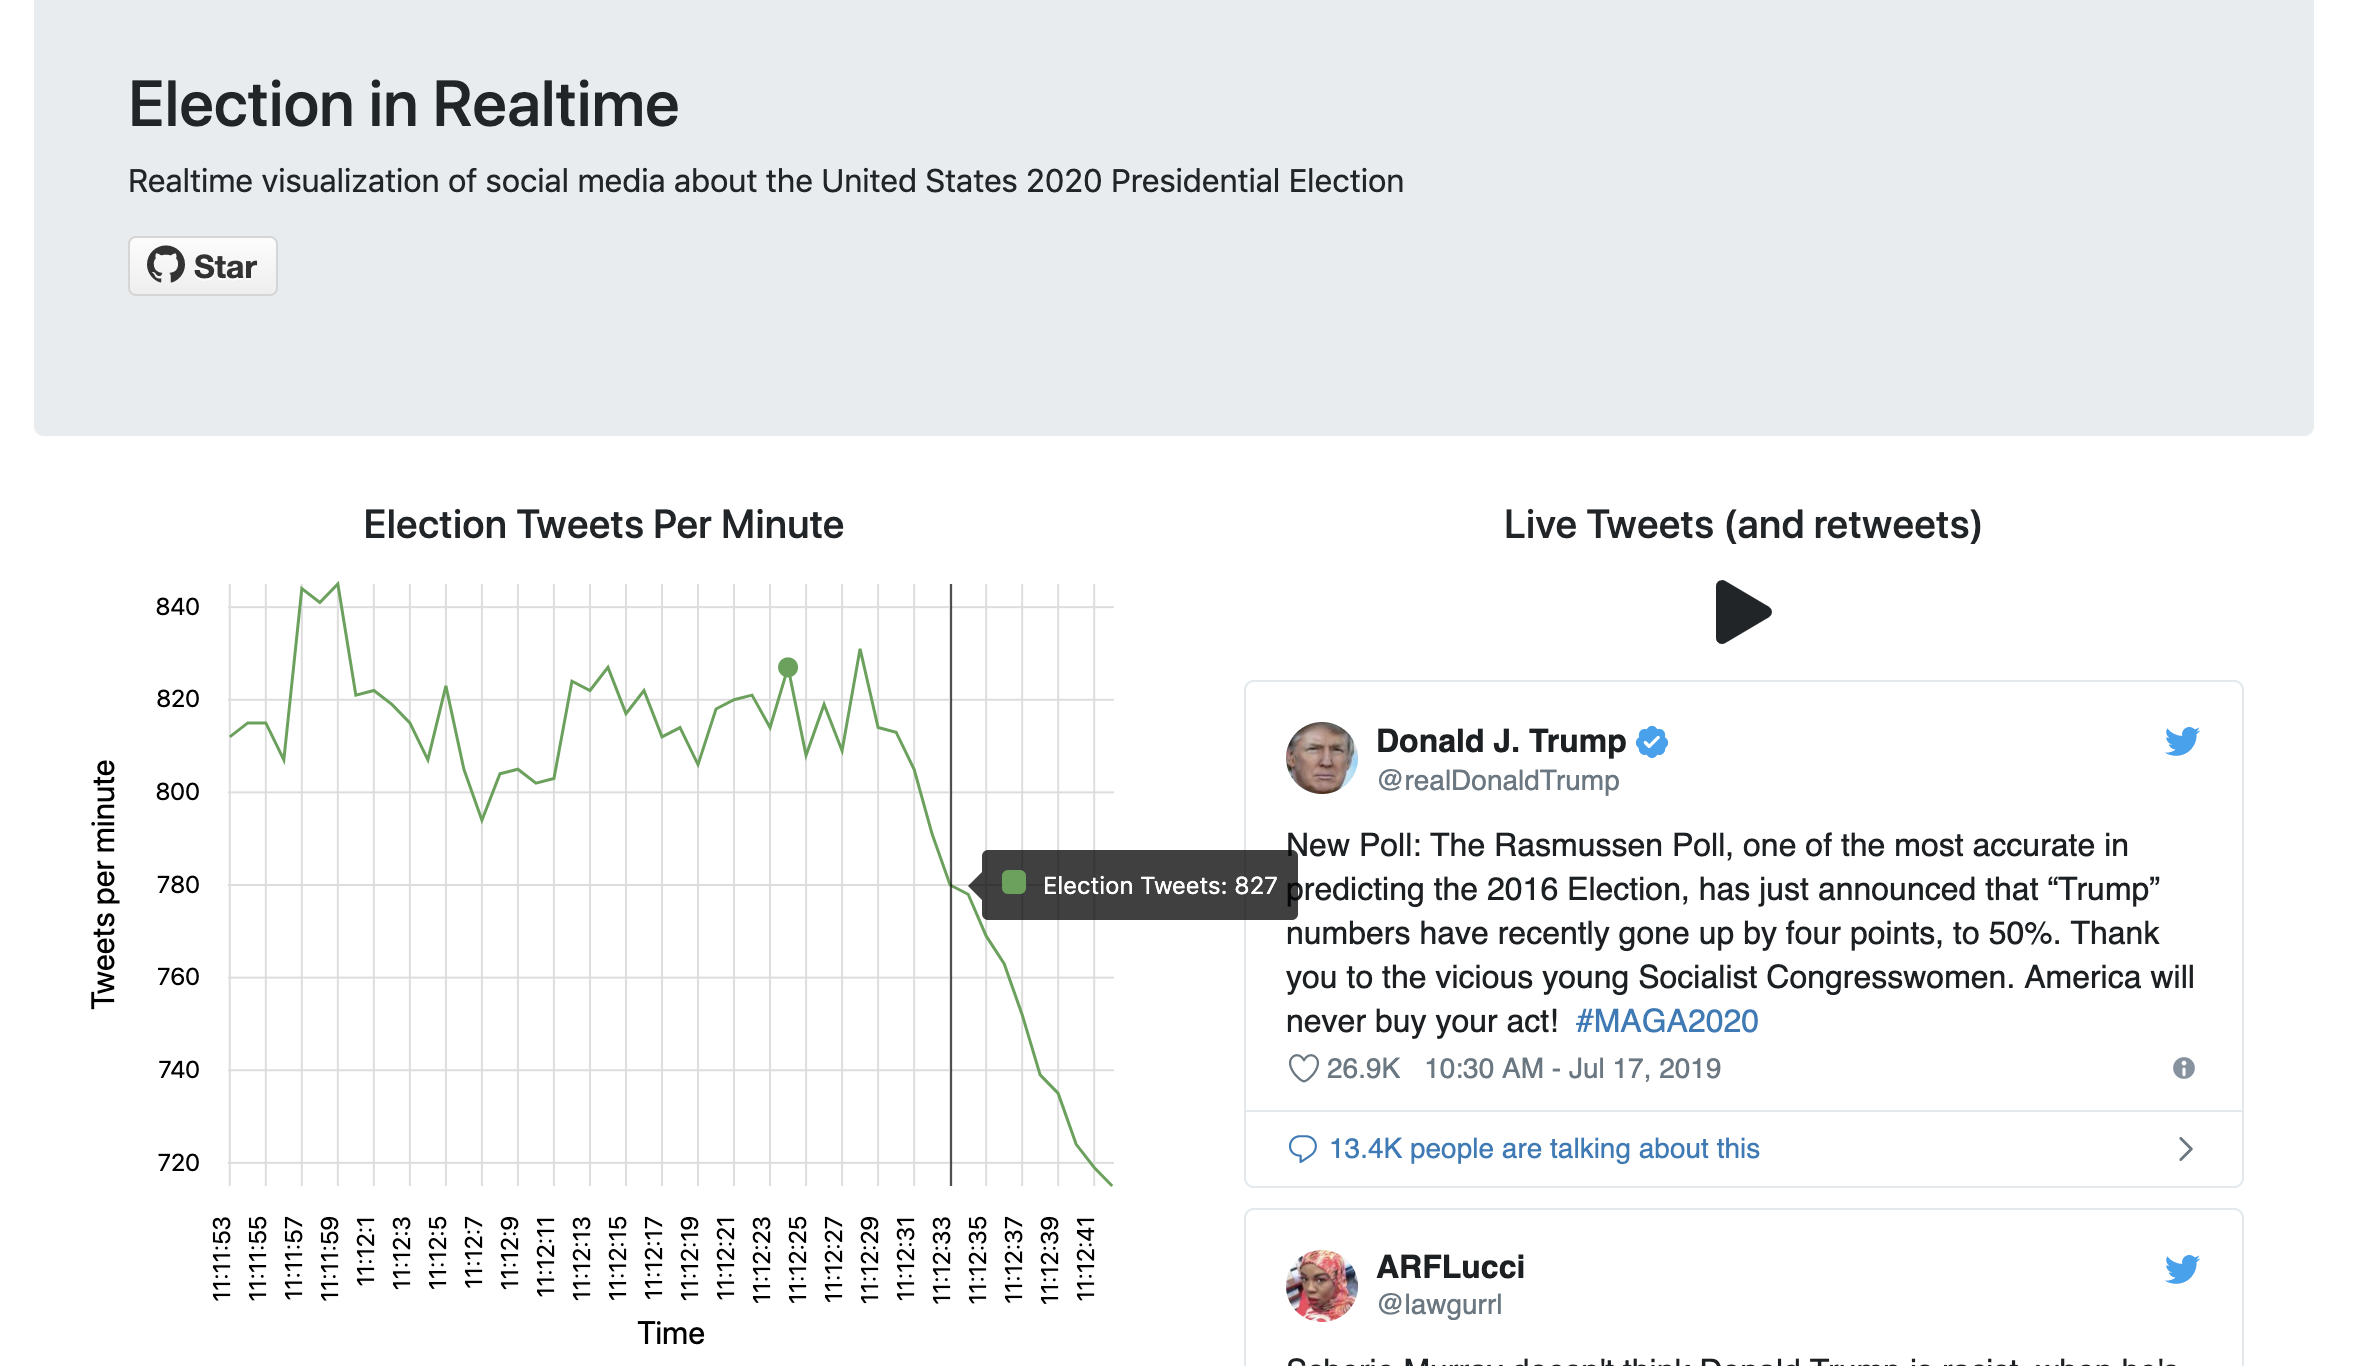 Election in Realtime
Realtime visualization of social media about the United States 2020 Presidential Election
Star
Election Tweets Per Minute
840
820
800
780
760
740
720
Tweets per minute
Election Tweets: 827
11:11:53
11:11:55
11:11:57
11:11:59
11:12:1
11:12:3
11:12:5
11:12:7
11:12:9
11:12:11
11:12:13
11:12:15
11:12:17
11:12:19
11:12:21
11:12:23
11:12:25
11:12:27
11:12:29
11:12:31
11:12:33
11:12:35
11:12:37
11:12:39
11:12:41
Time
Live Tweets (and retweets)
Donald J. Trump
@realDonaldTrump
New Poll: The Rasmussen Poll, one of the most accurate in
predicting the 2016 Election, has just announced that “Trump”
numbers have recently gone up by four points, to 50%. Thank
you to the vicious young Socialist Congresswomen. America will
never buy your act! #MAGA2020
26.9K 10:30 AM - Jul 17, 2019
13.4K people are talking about this
ARFLucci
@lawgurrl
Murray doesn't think Donald Trump is racist, when he's